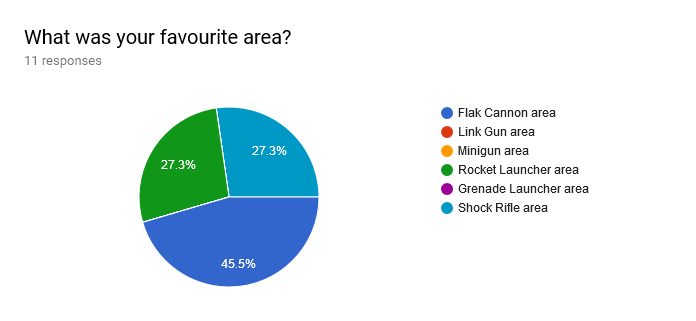 What was your favourite area?
11 responses
27.3%
27.3%
45.5%
Flak Cannon area
Link Gun area
Minigun area
Rocket Launcher area
Grenade Launcher area
Shock Rifle area